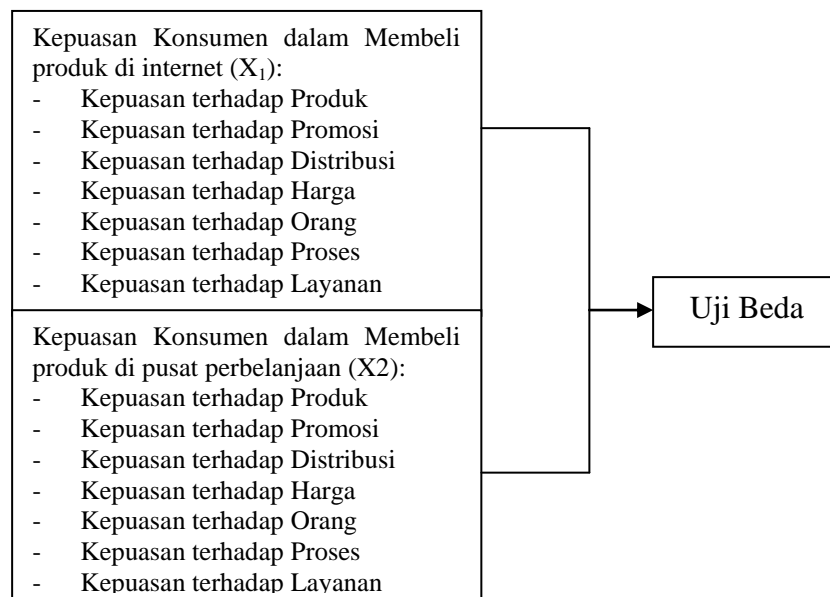 Kepuasan Konsumen dalam Membeli
produk di internet (X₁):
- Kepuasan terhadap Produk
- Kepuasan terhadap Promosi
- Kepuasan terhadap Distribusi
- Kepuasan terhadap Harga
- Kepuasan terhadap Orang
- Kepuasan terhadap Proses
- Kepuasan terhadap Layanan
Kepuasan Konsumen dalam Membeli
produk di pusat perbelanjaan (X2):
- Kepuasan terhadap Produk
- Kepuasan terhadap Promosi
- Kepuasan terhadap Distribusi
- Kepuasan terhadap Harga
- Kepuasan terhadap Orang
- Kepuasan terhadap Proses
- Kepuasan terhadap Layanan
Uji Beda